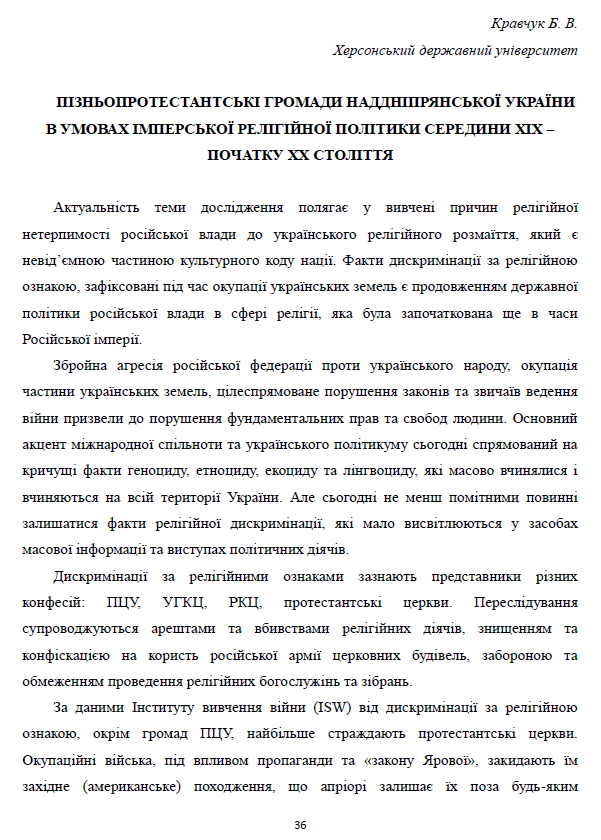 Кравчук Б. В.
Херсонський державний університет
ПІЗНЬОПРОТЕСТАНТСЬКІ ГРОМАДИ НАДДНІПРЯНСЬКОЇ УКРАЇНИ
В УМОВАХ ІМПЕРСЬКОЇ РЕЛІГІЙНОЇ ПОЛІТИКИ СЕРЕДИНИ ХІХ –
ПОЧАТКУ ХХ СТОЛІТТЯ
Актуальність теми дослідження полягає у вивчені причин релігійної
нетерпимості російської влади до українського релігійного розмаїття, який є
невід’ємною частиною культурного коду нації. Факти дискримінації за релігійною
ознакою, зафіксовані під час окупації українських земель є продовженням державної
політики російської влади в сфері релігії, яка була започаткована ще в часи
Російської імперії.
Збройна агресія російської федерації проти українського народу, окупація
частини українських земель, цілеспрямоване порушення законів та звичаїв ведення
війни призвели до порушення фундаментальних прав та свобод людини. Основний
акцент міжнародної спільноти та українського політикуму сьогодні спрямований на
кричущі факти геноциду, етноциду, екоциду та лінгвоциду, які масово вчинялися і
вчиняються на всій території України. Але сьогодні не менш помітними повинні
залишатися факти релігійної дискримінації, які мало висвітлюються у засобах
масової інформації та виступах політичних діячів.
Дискримінації за релігійними ознаками зазнають представники різних
конфесій: ПЦУ, УГКЦ, РКЦ, протестантські церкви. Переслідування
супроводжуються арештами та вбивствами релігійних діячів, знищенням та
конфіскацією на користь російської армії церковних будівель, забороною та
обмеженням проведення релігійних богослужінь та зібрань.
За даними Інституту вивчення війни (ISW) від дискримінації за релігійною
ознакою, окрім громад ПЦУ, найбільше страждають протестантські церкви.
Окупаційні війська, під впливом пропаганди та «закону Ярової», закидають їм
західне (американське) походження, що апріорі залишає їх поза будь-яким
36